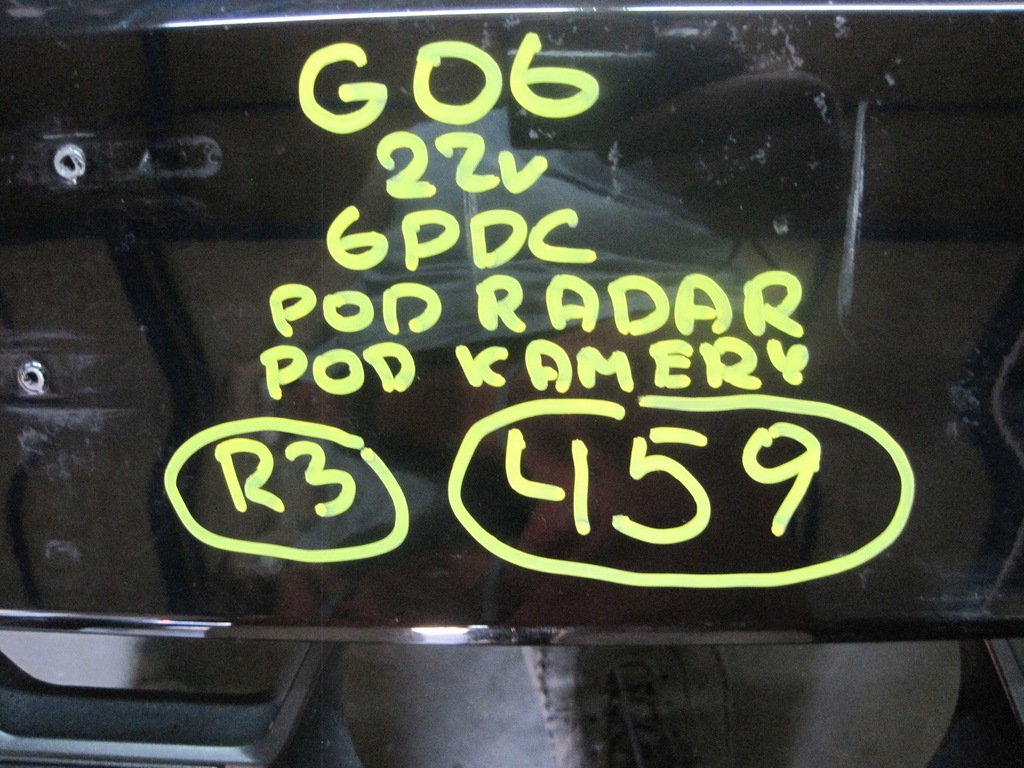 G06
22v
6PDC
POD RADAR
POD KAMERY
R3 459